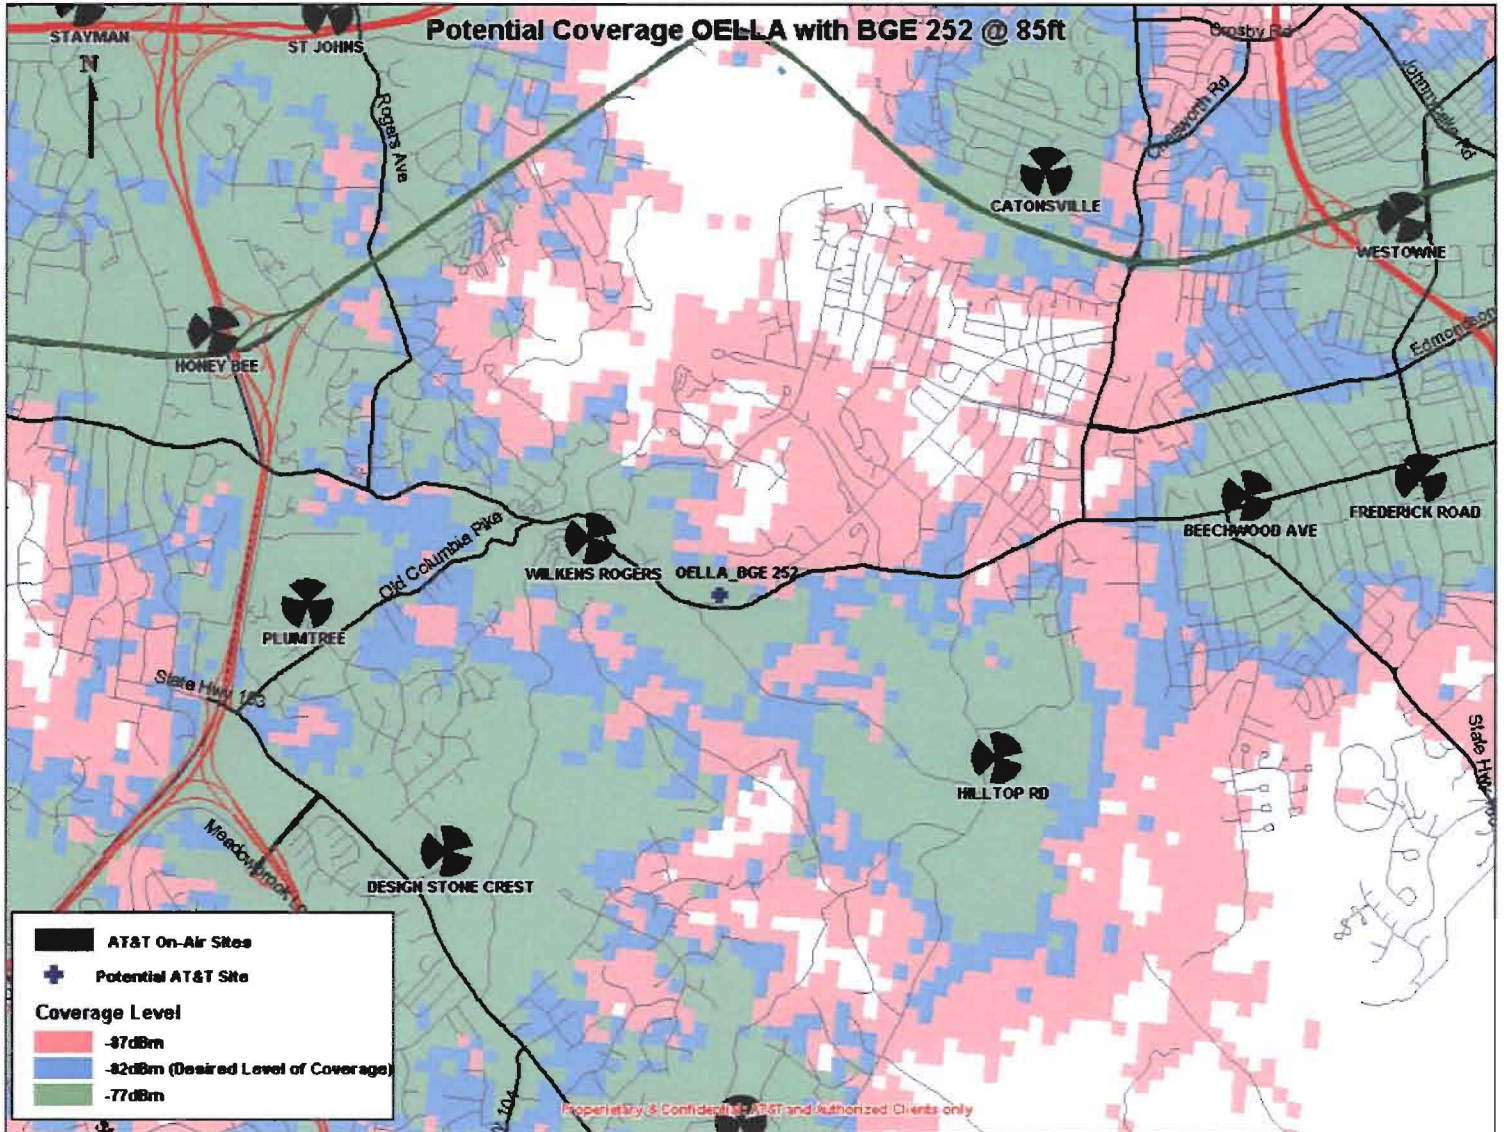 Potential Coverage OELLA with BGE 252 @ 85ft
STAYMAN
ST JOHNS
N
Rogers Ave
Crosby Rd
Chesworth Rd
Johnnycake Rd
CATONSVILLE
WESTOWNE
HONEY BEE
Edmondson
BEECHWOOD AVE
FREDERICK ROAD
Old Columbia Pike
WILKENS ROGERS
OELLA_BGE 252
PLUMTREE
State Hwy 103
State Hwy
HILLTOP RD
Meadowbrook Ln
DESIGN STONE CREST
AT&T On-Air Sites
Potential AT&T Site
Coverage Level
-87dBm
-82dBm (Desired Level of Coverage)
-77dBm
104
Properietary & Confidential: AT&T and Authorized Clients only